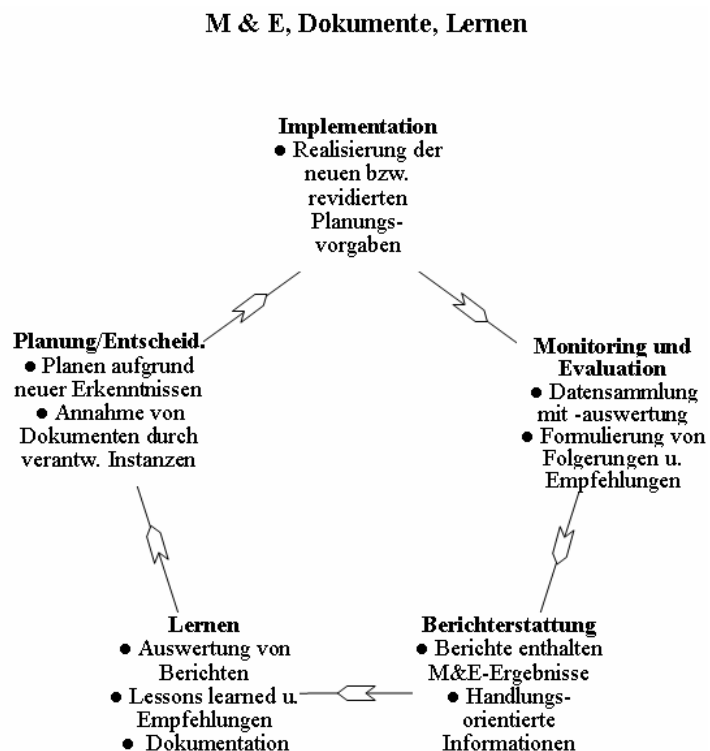 M & E, Dokumente, Lernen
Implementation
● Realisierung der
neuen bzw.
revidierten
Planungs-
vorgaben
Monitoring und
Evaluation
● Datensammlung
mit -auswertung
● Formulierung von
Folgerungen u.
Empfehlungen
Berichterstattung
● Berichte enthalten
M&E-Ergebnisse
● Handlungs-
orientierte
Informationen
Lernen
● Auswertung von
Berichten
● Lessons learned u.
Empfehlungen
● Dokumentation
Planung/Entscheid.
● Planen aufgrund
neuer Erkenntnissen
● Annahme von
Dokumenten durch
verantw. Instanzen